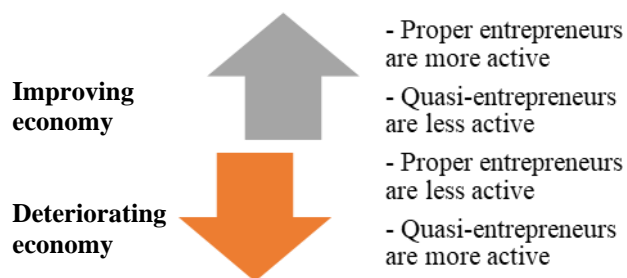 Improving
economy
- Proper entrepreneurs
are more active
- Quasi-entrepreneurs
are less active
Deteriorating
economy
- Proper entrepreneurs
are less active
- Quasi-entrepreneurs
are more active